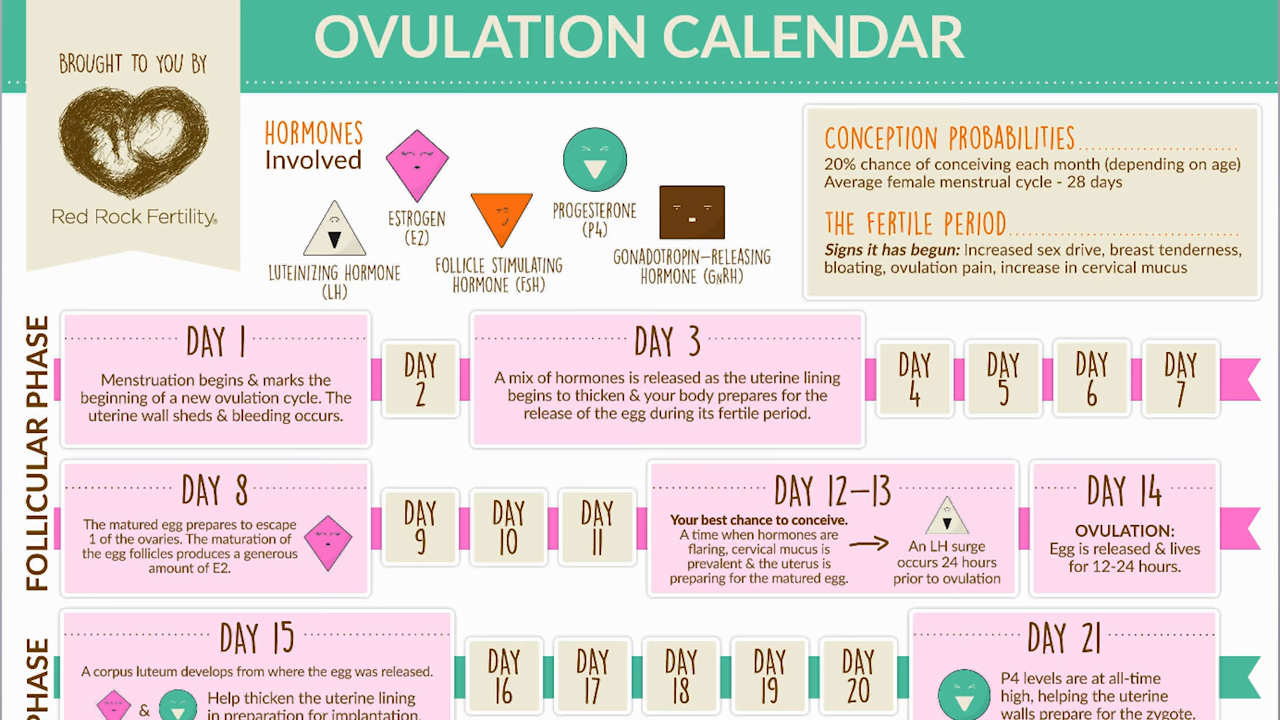 OVULATION CALENDAR
BROUGHT TO YOU BY
Red Rock Fertility®
HORMONES
Involved
LUTEINIZING HORMONE
(LH)
ESTROGEN
(E2)
FOLLICLE STIMULATING
HORMONE (FSH)
PROGESTERONE
(P4)
GONADOTROPIN-RELEASING
HORMONE (GnRH)
CONCEPTION PROBABILITIES
20% chance of conceiving each month (depending on age)
Average female menstrual cycle - 28 days
THE FERTILE PERIOD
Signs it has begun: Increased sex drive, breast tenderness,
bloating, ovulation pain, increase in cervical mucus
FOLLICULAR PHASE
DAY 1
Menstruation begins & marks the
beginning of a new ovulation cycle. The
uterine wall sheds & bleeding occurs.
DAY
2
DAY 3
A mix of hormones is released as the uterine lining
begins to thicken & your body prepares for the
release of the egg during its fertile period.
DAY
4
DAY
5
DAY
6
DAY
7
DAY 8
The matured egg prepares to escape
1 of the ovaries. The maturation of
the egg follicles produces a generous
amount of E2.
DAY
9
DAY
10
DAY
11
DAY 12-13
Your best chance to conceive.
A time when hormones are
flaring, cervical mucus is
prevalent & the uterus is
preparing for the matured egg.
An LH surge
occurs 24 hours
prior to ovulation
DAY 14
OVULATION:
Egg is released & lives
for 12-24 hours.
PHASE
DAY 15
A corpus luteum develops from where the egg was released.
&
Help thicken the uterine lining
in preparation for implantation.
DAY
16
DAY
17
DAY
18
DAY
19
DAY
20
DAY 21
P4 levels are at all-time
high, helping the uterine
walls prepare for the zygote.